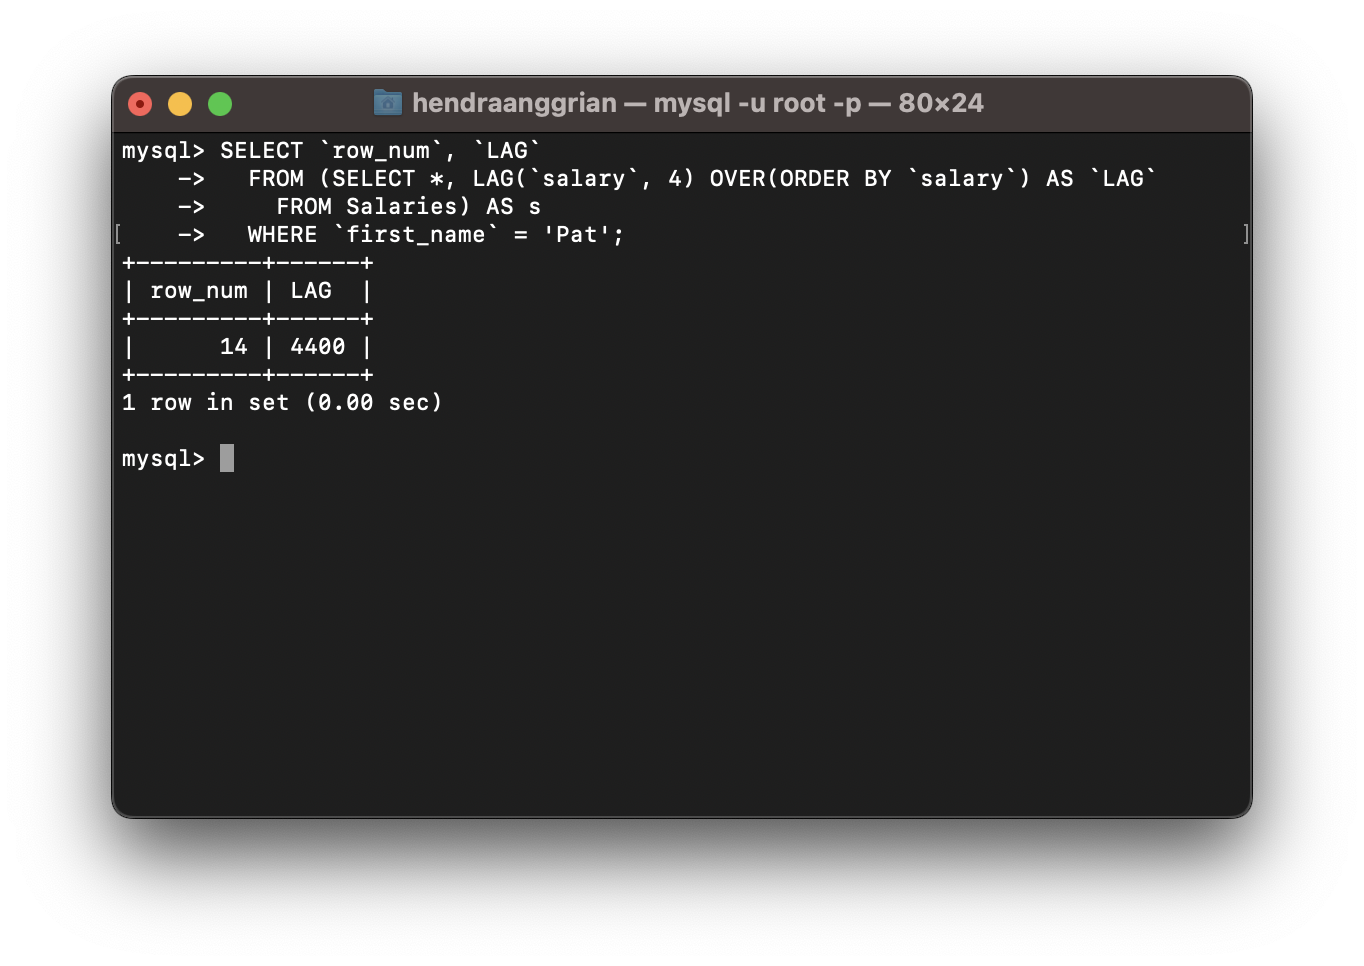 hendraanggrian — mysql -u root -p — 80×24
mysql> SELECT `row_num`, `LAG`
    ->   FROM (SELECT *, LAG(`salary`, 4) OVER(ORDER BY `salary`) AS `LAG`
    ->     FROM Salaries) AS s
[    ->   WHERE `first_name` = 'Pat'; ]
+---------+------+
| row_num | LAG  |
+---------+------+
|      14 | 4400 |
+---------+------+
1 row in set (0.00 sec)
mysql>